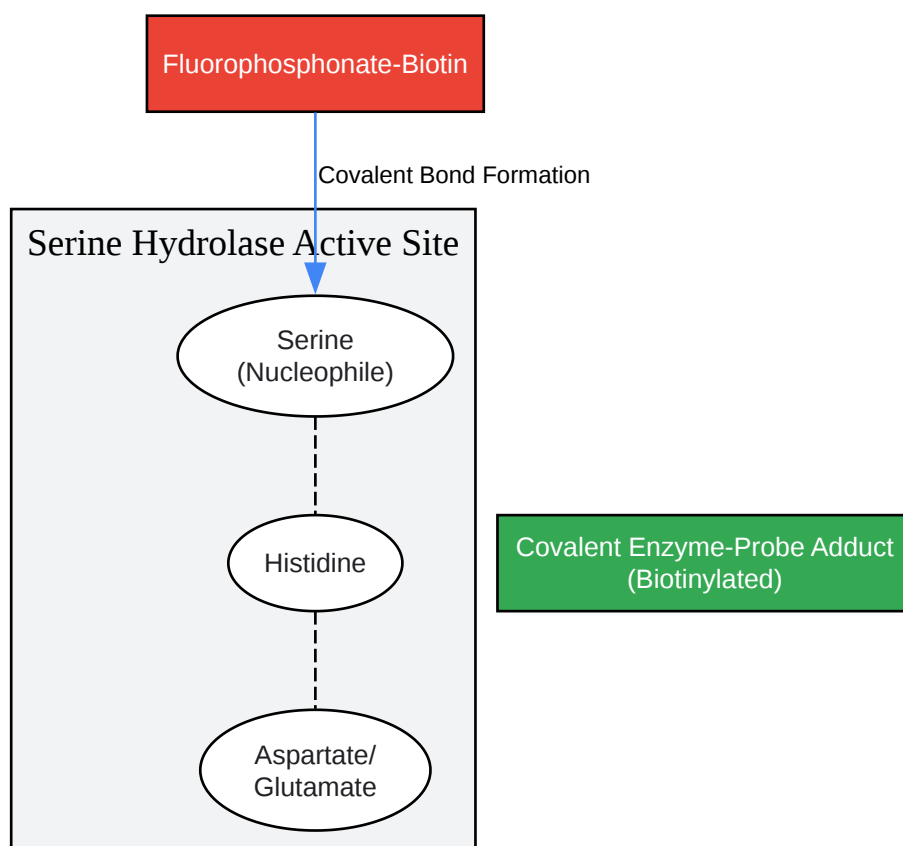 Fluorophosphonate-Biotin
Covalent Bond Formation
Serine Hydrolase Active Site
Serine
(Nucleophile)
Histidine
Covalent Enzyme-Probe Adduct
(Biotinylated)
Aspartate/
Glutamate